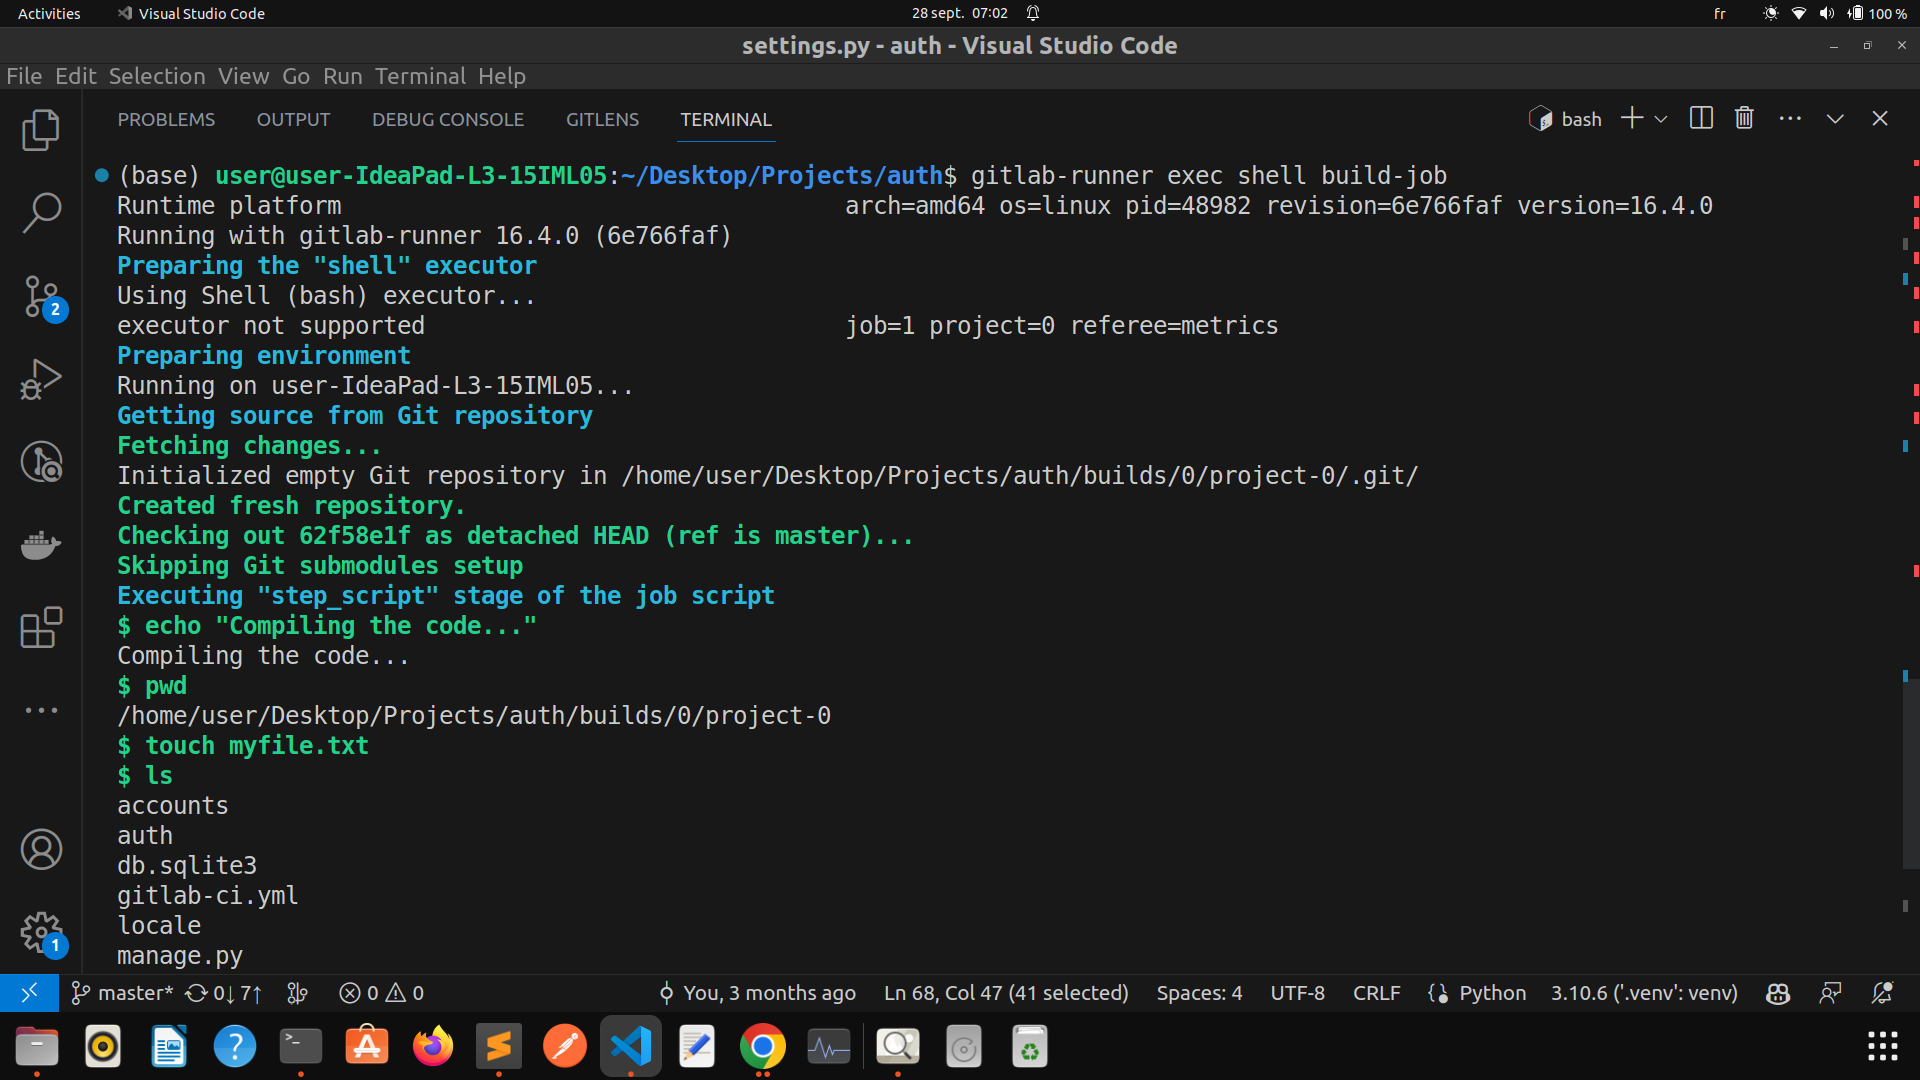 Activities Visual Studio Code 28 sept. 07:02 fr 100 %
settings.py - auth - Visual Studio Code
File Edit Selection View Go Run Terminal Help
PROBLEMS OUTPUT DEBUG CONSOLE GITLENS TERMINAL bash
(base) user@user-IdeaPad-L3-15IML05:~/Desktop/Projects/auth$ gitlab-runner exec shell build-job
Runtime platform arch=amd64 os=linux pid=48982 revision=6e766faf version=16.4.0
Running with gitlab-runner 16.4.0 (6e766faf)
Preparing the "shell" executor
Using Shell (bash) executor...
executor not supported job=1 project=0 referee=metrics
Preparing environment
Running on user-IdeaPad-L3-15IML05...
Getting source from Git repository
Fetching changes...
Initialized empty Git repository in /home/user/Desktop/Projects/auth/builds/0/project-0/.git/
Created fresh repository.
Checking out 62f58e1f as detached HEAD (ref is master)...
Skipping Git submodules setup
Executing "step_script" stage of the job script
$ echo "Compiling the code..."
Compiling the code...
$ pwd
/home/user/Desktop/Projects/auth/builds/0/project-0
$ touch myfile.txt
$ ls
accounts
auth
db.sqlite3
gitlab-ci.yml
locale
manage.py
2
1
master* 0↓ 7↑ 0 0 You, 3 months ago Ln 68, Col 47 (41 selected) Spaces: 4 UTF-8 CRLF Python 3.10.6 ('.venv': venv)